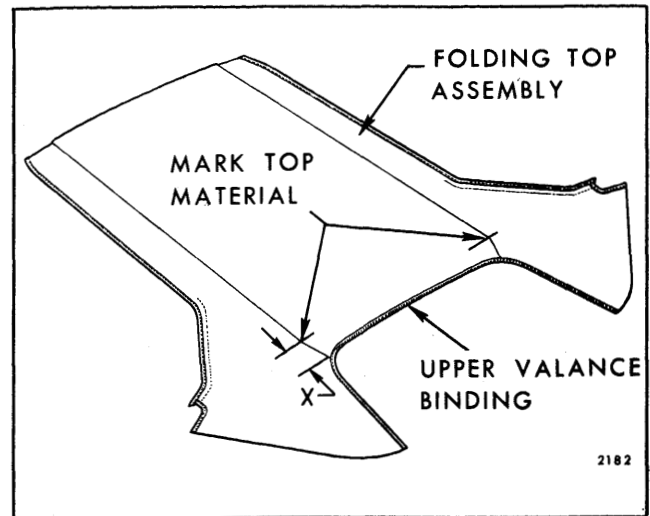 FOLDING TOP
ASSEMBLY
MARK TOP
MATERIAL
X
UPPER VALANCE
BINDING
2182